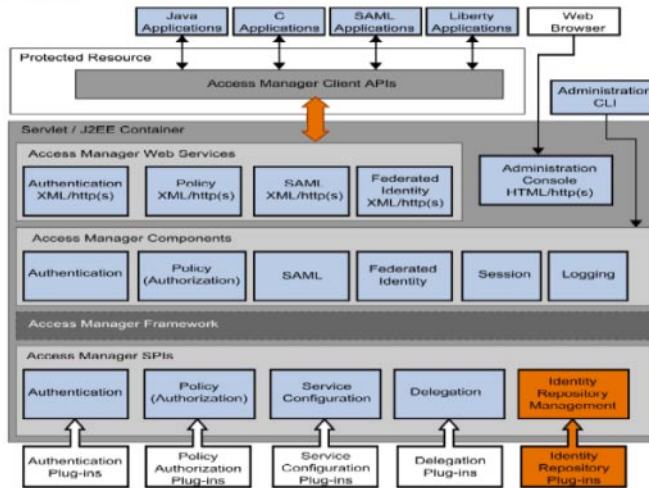 Java
Applications
C
Applications
SAML
Applications
Liberty
Applications
Web
Browser
Protected Resource
Access Manager Client APIs
Administration
CLI
Servlet / J2EE Container
Access Manager Web Services
Authentication
XML/http(s)
Policy
XML/http(s)
SAML
XML/http(s)
Federated
Identity
XML/http(s)
Administration
Console
HTML/http(s)
Access Manager Components
Authentication
Policy
(Authorization)
SAML
Federated
Identity
Session
Logging
Access Manager Framework
Access Manager SPIs
Authentication
Policy
(Authorization)
Service
Configuration
Delegation
Identity
Repository
Management
Authentication
Plug-ins
Policy
Authorization
Plug-ins
Service
Configuration
Plug-ins
Delegation
Plug-ins
Identity
Repository
Plug-ins